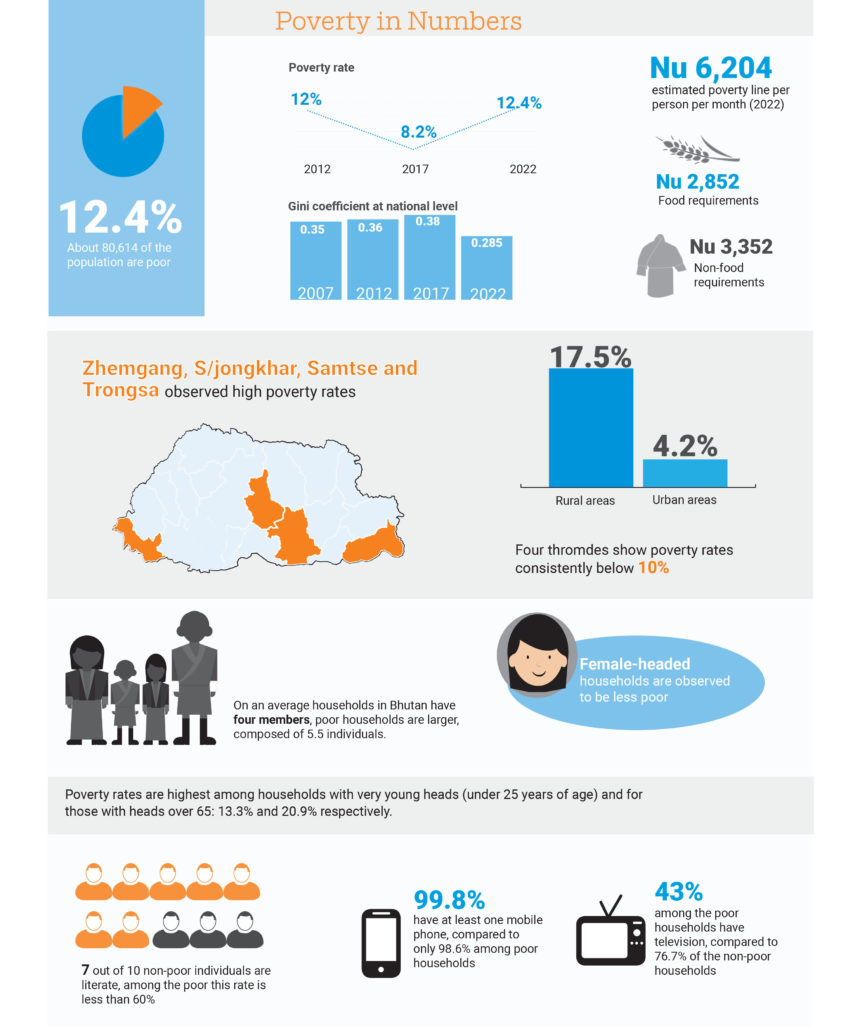 Poverty in Numbers
12.4%
About 80,614 of the
population are poor
Poverty rate
12%
8.2%
12.4%
2012
2017
2022
Gini coefficient at national level
0.35
0.36
0.38
0.285
2007
2012
2017
2022
Nu 6,204
estimated poverty line per
person per month (2022)
Nu 2,852
Food requirements
Nu 3,352
Non-food
requirements
Zhemgang, S/jongkhar, Samtse and
Trongsa observed high poverty rates
17.5%
4.2%
Rural areas
Urban areas
Four thromdes show poverty rates
consistently below 10%
On an average households in Bhutan have
four members, poor households are larger,
composed of 5.5 individuals.
Female-headed
households are observed
to be less poor
Poverty rates are highest among households with very young heads (under 25 years of age) and for
those with heads over 65: 13.3% and 20.9% respectively.
7 out of 10 non-poor individuals are
literate, among the poor this rate is
less than 60%
99.8%
have at least one mobile
phone, compared to
only 98.6% among poor
households
43%
among the poor
households have
television, compared to
76.7% of the non-poor
households